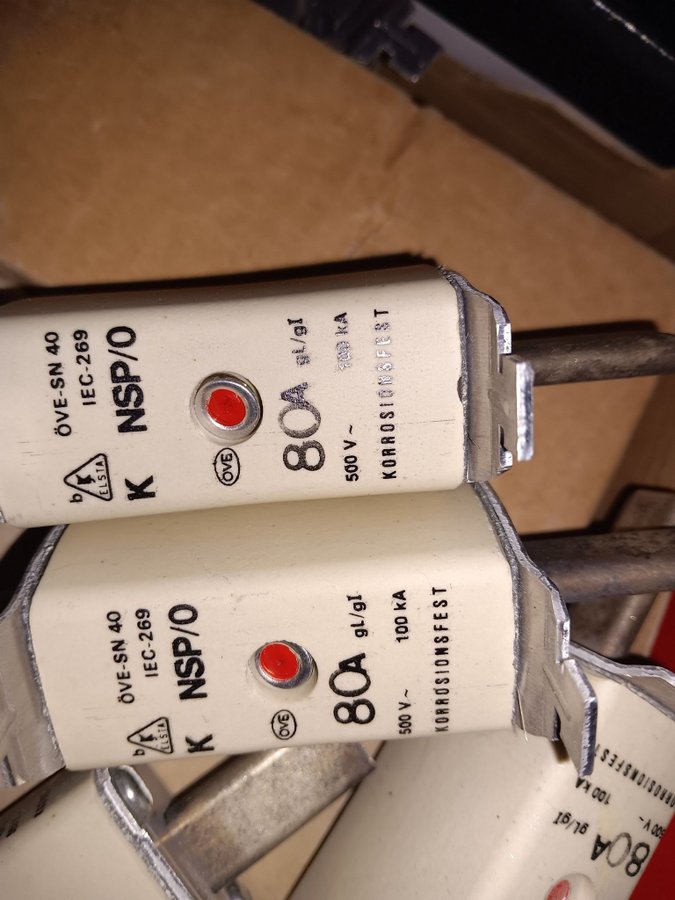 ÖVE-SN 40
IEC-269
b ELSTA
K NSP/0
ÖVE
80A gL/gI
500 V~ 100 kA
KORROSIONSFEST
ÖVE-SN 40
IEC-269
b ELSTA
K NSP/0
ÖVE
80A gL/gI
500 V~ 100 kA
KORROSIONSFEST
80A gL/gI
500 V~ 100 kA
KORROSIONSFEST